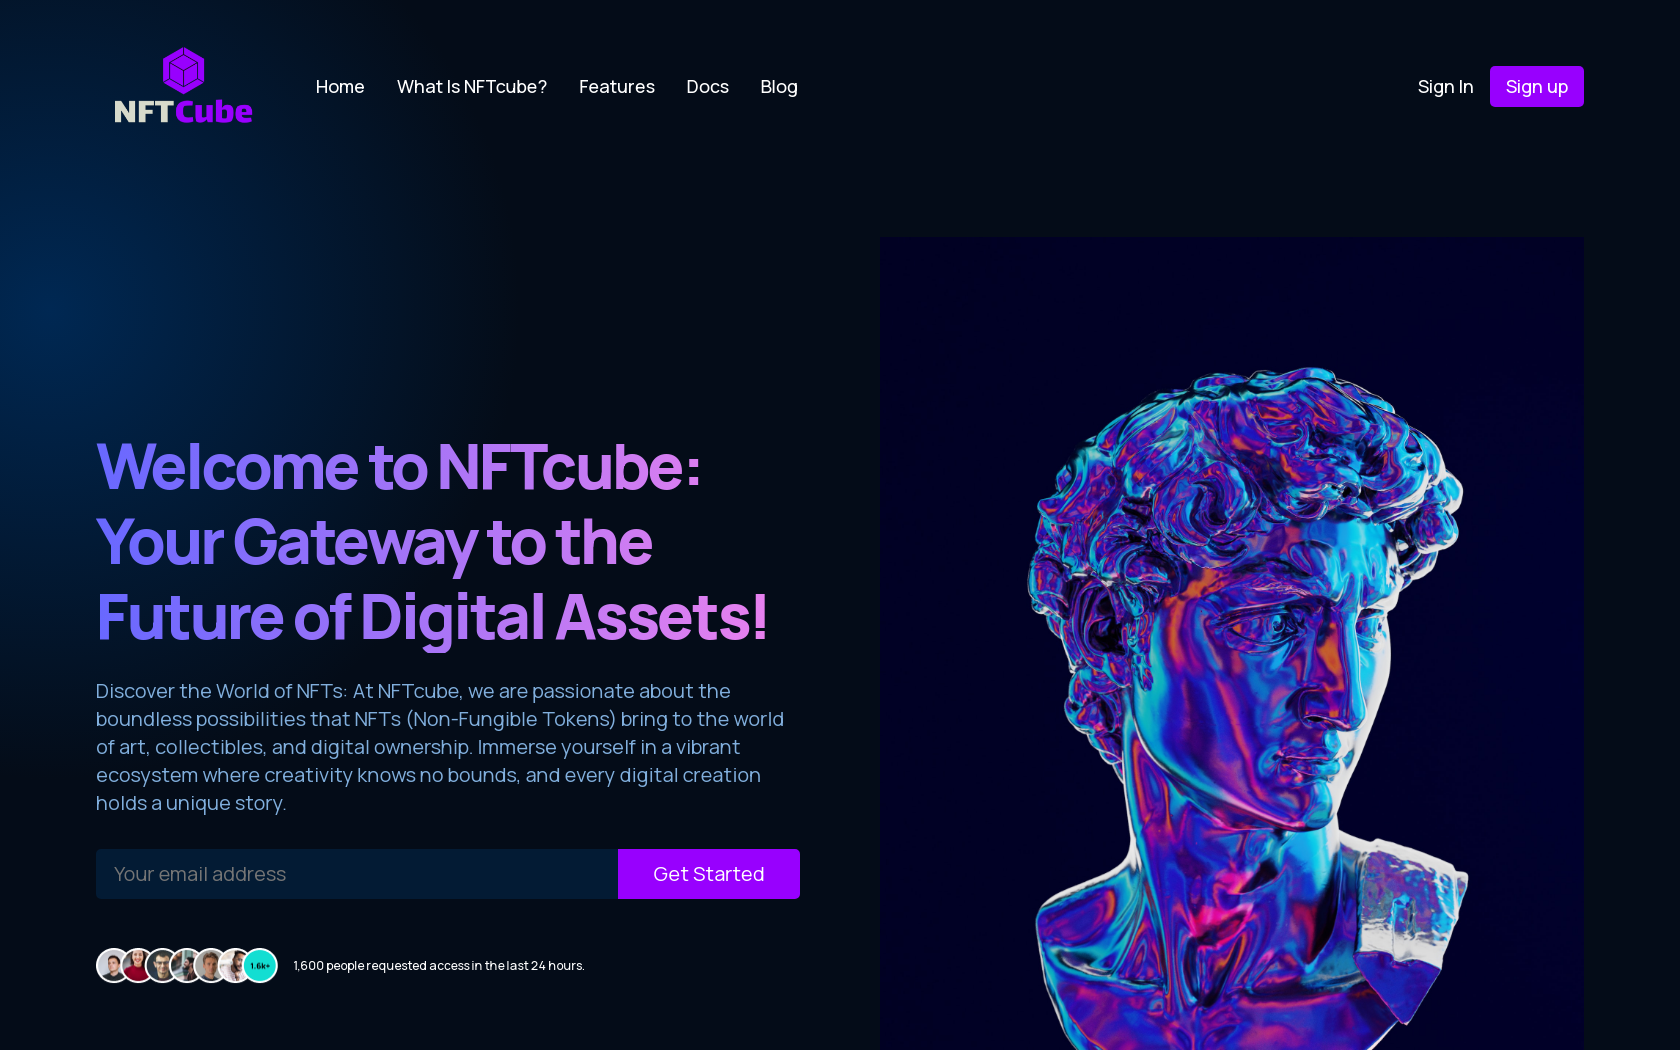 NFTCube
Home
What Is NFTcube?
Features
Docs
Blog
Sign In
Sign up
Welcome to NFTcube:
Your Gateway to the
Future of Digital Assets!
Discover the World of NFTs: At NFTcube, we are passionate about the
boundless possibilities that NFTs (Non-Fungible Tokens) bring to the world
of art, collectibles, and digital ownership. Immerse yourself in a vibrant
ecosystem where creativity knows no bounds, and every digital creation
holds a unique story.
Your email address
Get Started
1.6k+
1,600 people requested access in the last 24 hours.